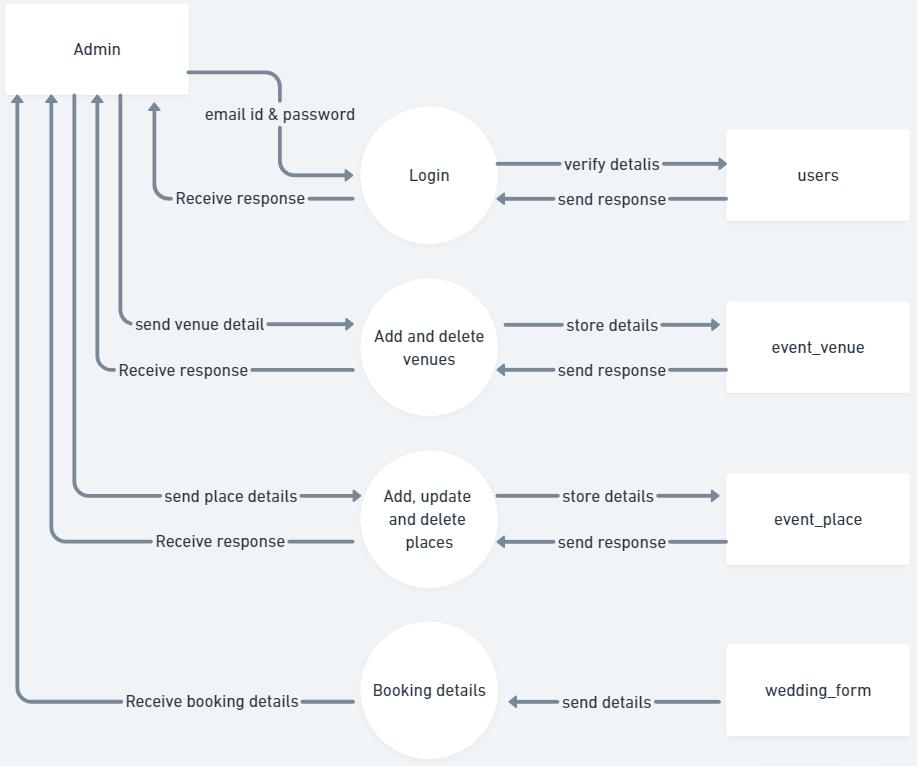 Admin
email id & password
Login
verify detalis
users
Receive response
send response
send venue detail
Add and delete
venues
store details
event_venue
Receive response
send response
send place details
Add, update
and delete
places
store details
event_place
Receive response
send response
Receive booking details
Booking details
send details
wedding_form